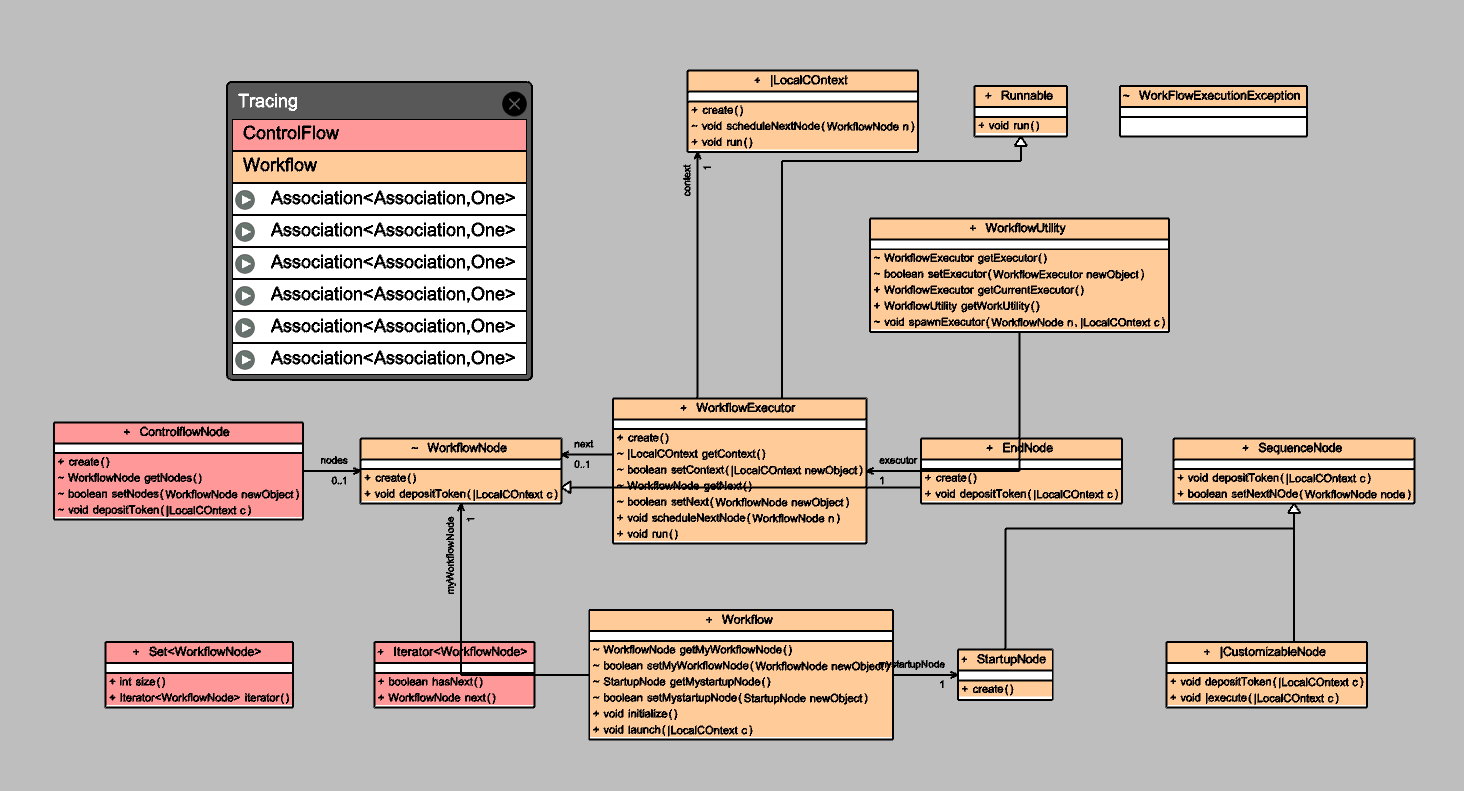 Tracing
ControlFlow
Workflow
Association<Association,One>
Association<Association,One>
Association<Association,One>
Association<Association,One>
Association<Association,One>
Association<Association,One>
+ |LocalCOntext
+ create()
~ void scheduleNextNode(WorkflowNode n)
+ void run()
+ Runnable
+ void run()
~ WorkFlowExecutionException
context
1
+ WorkflowUtility
~ WorkflowExecutor getExecutor()
~ boolean setExecutor(WorkflowExecutor newObject)
+ WorkflowExecutor getCurrentExecutor()
+ WorkflowUtility getWorkUtility()
~ void spawnExecutor(WorkflowNode n, |LocalCOntext c)
+ ControlflowNode
+ create()
~ WorkflowNode getNodes()
~ boolean setNodes(WorkflowNode newObject)
~ void depositToken(|LocalCOntext c)
nodes
0..1
~ WorkflowNode
+ create()
+ void depositToken(|LocalCOntext c)
next
0..1
+ WorkflowExecutor
+ create()
~ |LocalCOntext getContext()
~ boolean setContext(|LocalCOntext newObject)
~ WorkflowNode getNext()
~ boolean setNext(WorkflowNode newObject)
+ void scheduleNextNode(WorkflowNode n)
+ void run()
executor
1
+ EndNode
+ create()
+ void depositToken(|LocalCOntext c)
+ SequenceNode
+ void depositToken(|LocalCOntext c)
+ boolean setNextNOde(WorkflowNode node)
myWorkflowNode
1
+ Set<WorkflowNode>
+ int size()
+ Iterator<WorkflowNode> iterator()
+ Iterator<WorkflowNode>
+ boolean hasNext()
+ WorkflowNode next()
+ Workflow
~ WorkflowNode getMyWorkflowNode()
~ boolean setMyWorkflowNode(WorkflowNode newObject)
~ StartupNode getMystartupNode()
~ boolean setMystartupNode(StartupNode newObject)
+ void initialize()
+ void launch(|LocalCOntext c)
mystartupNode
1
+ StartupNode
+ create()
+ |CustomizableNode
+ void depositToken(|LocalCOntext c)
+ void |execute(|LocalCOntext c)